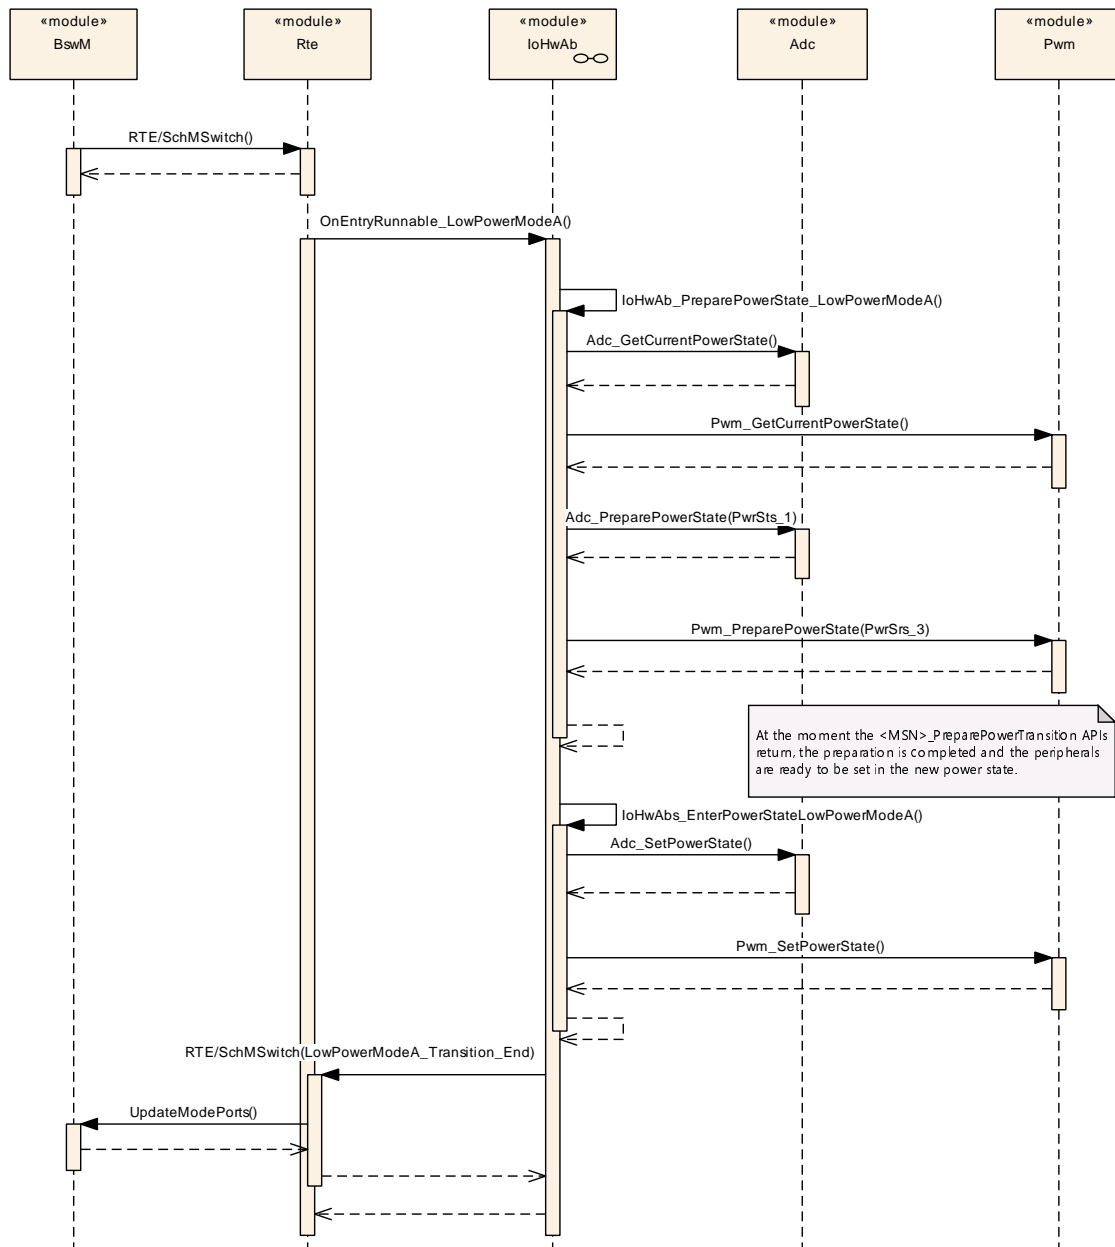 «module»
BswM
«module»
Rte
«module»
IoHwAb
«module»
Adc
«module»
Pwm
RTE/SchMSwitch()
OnEntryRunnable_LowPowerModeA()
IoHwAb_PreparePowerState_LowPowerModeA()
Adc_GetCurrentPowerState()
Pwm_GetCurrentPowerState()
Adc_PreparePowerState(PwrSts_1)
Pwm_PreparePowerState(PwrSrs_3)
At the moment the <MSN>_PreparePowerTransition APIs
return, the preparation is completed and the peripherals
are ready to be set in the new power state.
IoHwAbs_EnterPowerStateLowPowerModeA()
Adc_SetPowerState()
Pwm_SetPowerState()
RTE/SchMSwitch(LowPowerModeA_Transition_End)
UpdateModePorts()